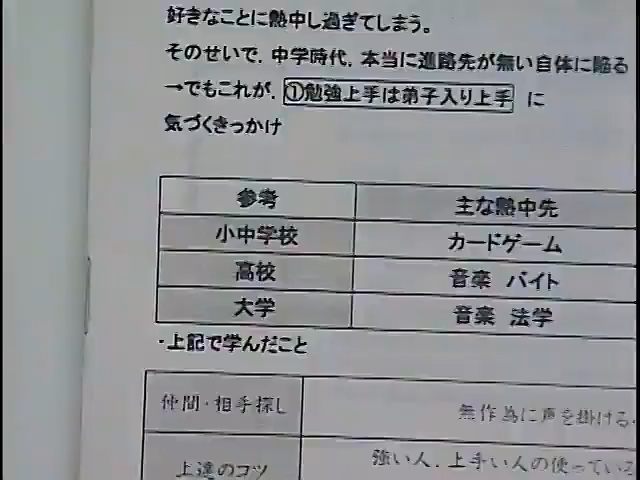 好きなことに熱中し過ぎてしまう。
そのせいで、中学時代、本当に進路先が無い自体に陥る
→でもこれが、①勉強上手は弟子入り上手 に
気づくきっかけ
参考 主な熱中先
小中学校 カードゲーム
高校 音楽 バイト
大学 音楽 法学
・上記で学んだこと
仲間・相手探し 無作為に声を掛ける・
上達のコツ 強い人、上手い人の使っている